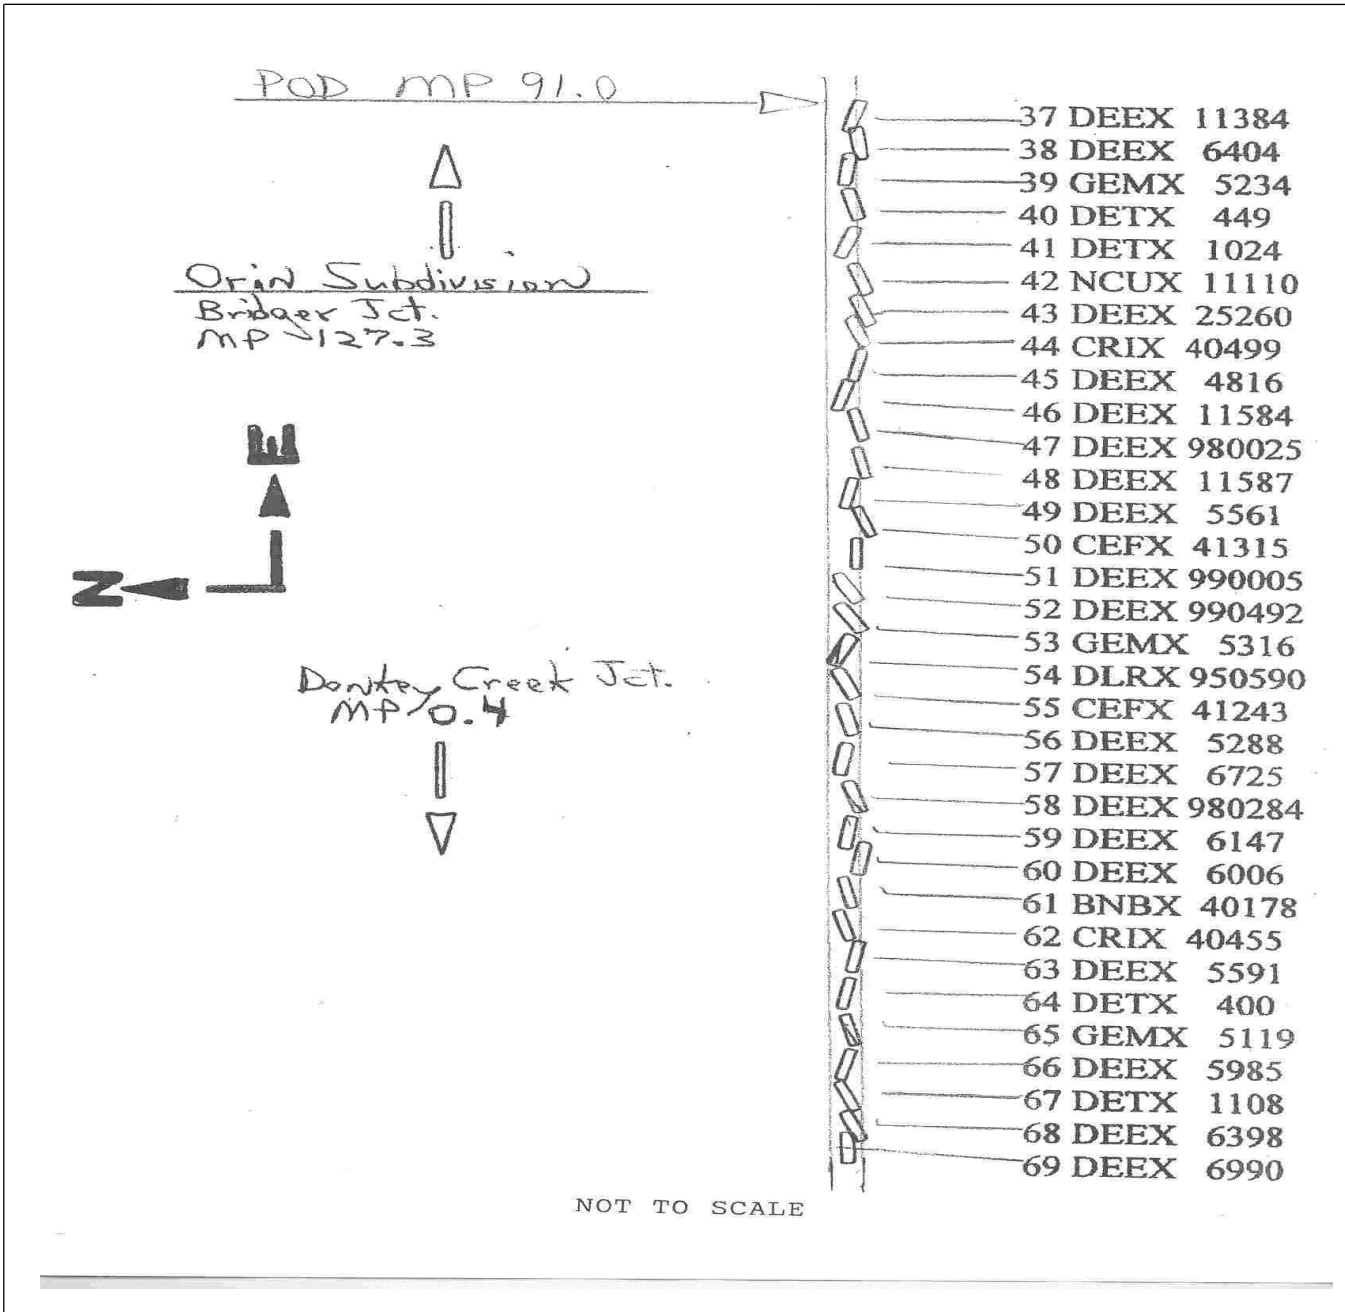 POD MP 91.0
37 DEEX 11384
38 DEEX 6404
39 GEMX 5234
40 DETX 449
41 DETX 1024
Orin Subdivision
42 NCUX 11110
Bridger Jct.
43 DEEX 25260
MP 127.3
44 CRIX 40499
45 DEEX 4816
46 DEEX 11584
E
47 DEEX 980025
48 DEEX 11587
49 DEEX 5561
50 CEFX 41315
N
51 DEEX 990005
52 DEEX 990492
53 GEMX 5316
Donkey Creek Jct.
54 DLRX 950590
MP 0.4
55 CEFX 41243
56 DEEX 5288
57 DEEX 6725
58 DEEX 980284
59 DEEX 6147
60 DEEX 6006
61 BNBX 40178
62 CRIX 40455
63 DEEX 5591
64 DETX 400
65 GEMX 5119
66 DEEX 5985
67 DETX 1108
68 DEEX 6398
69 DEEX 6990
NOT TO SCALE